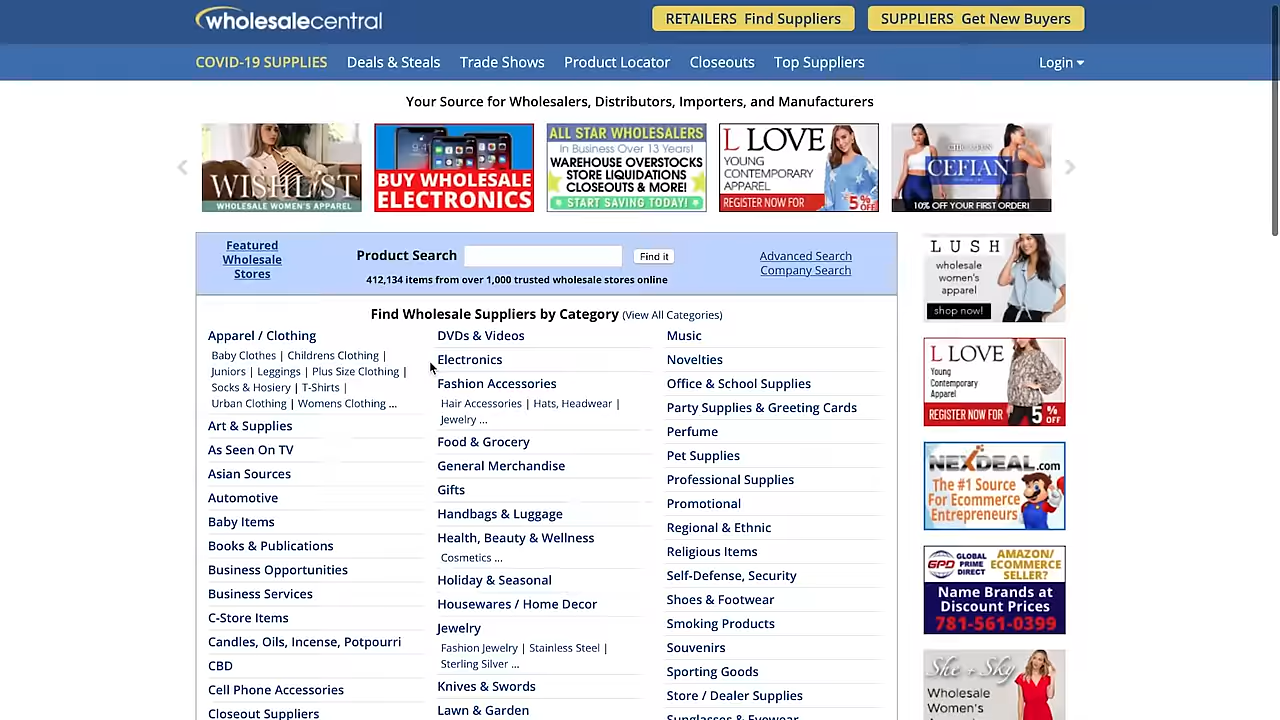 wholesalecentral
RETAILERS Find Suppliers
SUPPLIERS Get New Buyers
COVID-19 SUPPLIES
Deals & Steals
Trade Shows
Product Locator
Closeouts
Top Suppliers
Login
Your Source for Wholesalers, Distributors, Importers, and Manufacturers
WISHLIST
WHOLESALE WOMEN'S APPAREL
9:41
BUY WHOLESALE
ELECTRONICS
ALL STAR WHOLESALERS
In Business Over 13 Years!
WAREHOUSE OVERSTOCKS
STORE LIQUIDATIONS
CLOSEOUTS & MORE!
START SAVING TODAY!
L LOVE
YOUNG
CONTEMPORARY
APPAREL
REGISTER NOW FOR
5% OFF
CEFIAN
10% OFF YOUR FIRST ORDER!
Featured
Wholesale
Stores
Product Search
Find it
412,134 items from over 1,000 trusted wholesale stores online
Advanced Search
Company Search
Find Wholesale Suppliers by Category (View All Categories)
Apparel / Clothing
Baby Clothes | Childrens Clothing |
Juniors | Leggings | Plus Size Clothing |
Socks & Hosiery | T-Shirts |
Urban Clothing | Womens Clothing ...
Art & Supplies
As Seen On TV
Asian Sources
Automotive
Baby Items
Books & Publications
Business Opportunities
Business Services
C-Store Items
Candles, Oils, Incense, Potpourri
CBD
Cell Phone Accessories
Closeout Suppliers
DVDs & Videos
Electronics
Fashion Accessories
Hair Accessories | Hats, Headwear |
Jewelry ...
Food & Grocery
General Merchandise
Gifts
Handbags & Luggage
Health, Beauty & Wellness
Cosmetics ...
Holiday & Seasonal
Housewares / Home Decor
Jewelry
Fashion Jewelry | Stainless Steel |
Sterling Silver ...
Knives & Swords
Lawn & Garden
Music
Novelties
Office & School Supplies
Party Supplies & Greeting Cards
Perfume
Pet Supplies
Professional Supplies
Promotional
Regional & Ethnic
Religious Items
Self-Defense, Security
Shoes & Footwear
Smoking Products
Souvenirs
Sporting Goods
Store / Dealer Supplies
Sunglasses & Eyewear
LUSH
wholesale
women's
apparel
shop now!
L LOVE
Young
Contemporary
Apparel
REGISTER NOW FOR
5% OFF
NEXDEAL.com
The #1 Source
For Ecommerce
Entrepreneurs
GPD
GLOBAL
PRIME
DIRECT
AMAZON/
ECOMMERCE
SELLER?
Name Brands at
Discount Prices
781-561-0399
She + Sky
Wholesale
Women's